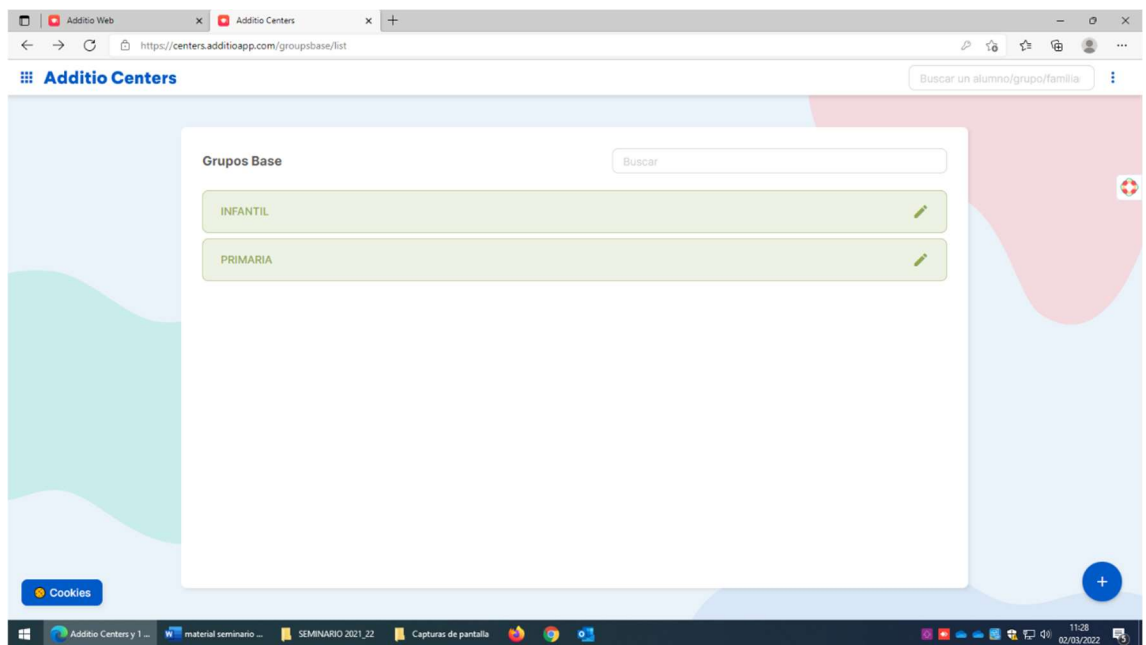 Additio Web
Additio Centers
https://centers.additioapp.com/groupsbase/list
Additio Centers
Buscar un alumno/grupo/familia
Grupos Base
Buscar
INFANTIL
PRIMARIA
Cookies
Additio Centers y 1 ...
material seminario ...
SEMINARIO 2021_22
Capturas de pantalla
11:28
02/03/2022